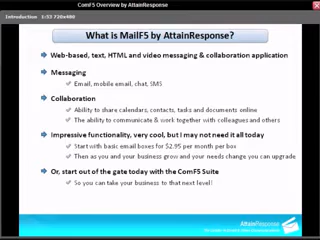 ComF5 Overview by AttainResponse
Introduction 1:33 720x480
What is MailF5 by AttainResponse?
Web-based, text, HTML and video messaging & collaboration application
Messaging
Email, mobile email, chat, SMS
Collaboration
Ability to share calendars, contacts, tasks and documents online
The ability to communicate & work together with colleagues and others
Impressive functionality, very cool, but I may not need it all today
Start with basic email boxes for $2.95 per month per box
Then as you and your business grow and your needs changes you can upgrade
Or, start out of the gate today with the ComF5 Suite
So you can take your business to that next level!
AttainResponse